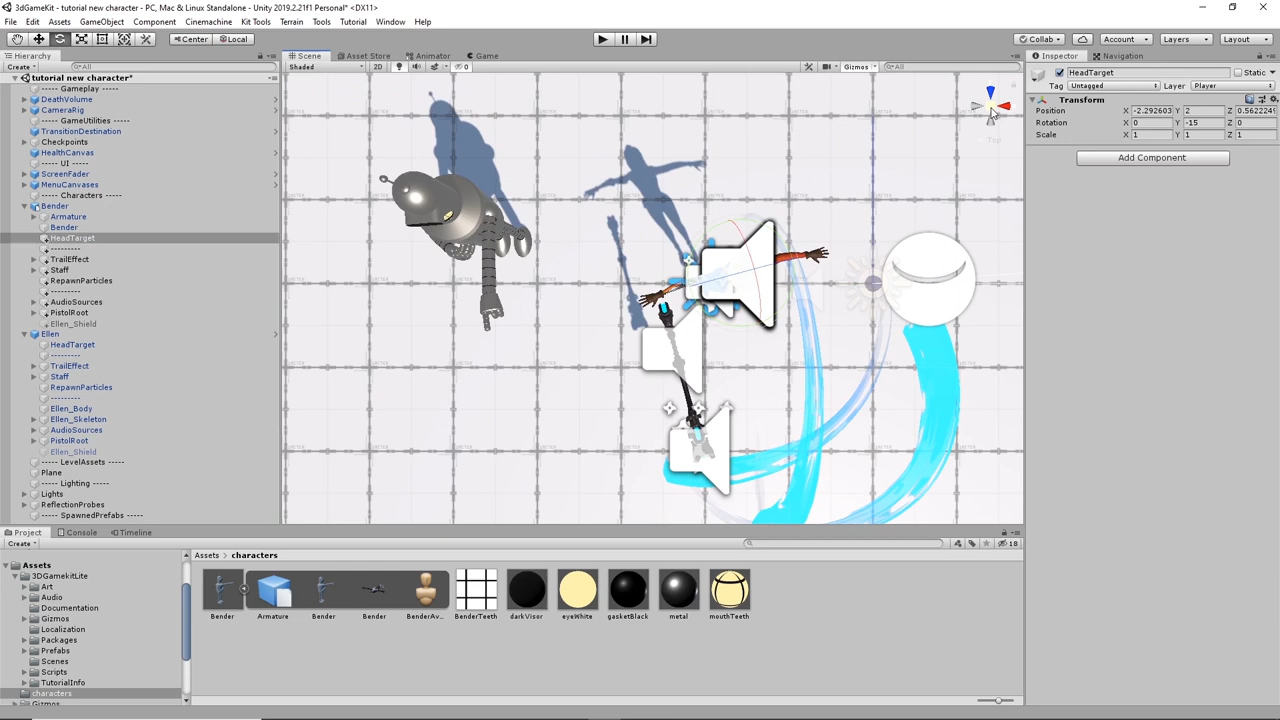 3dGameKit - tutorial new character - PC, Mac & Linux Standalone - Unity 2019.2.21f1 Personal* <DX11>
File Edit Assets GameObject Component Cinemachine Kit Tools Terrain Tools Tutorial Window Help
Center Local Collab Account Layers Layout
Hierarchy Scene Asset Store Animator Game Inspector Navigation
Create All Shaded 2D 0 Gizmos All
HeadTarget Static
Tag Untagged Layer Player
Transform
Position X -2.292603 Y 2 Z 0.5622249
Rotation X 0 Y -15 Z 0
Scale X 1 Y 1 Z 1
Add Component
tutorial new character*
---- Gameplay -----
DeathVolume
CameraRig
---- GameUtilities -----
TransitionDestination
Checkpoints
HealthCanvas
----- UI -----
ScreenFader
MenuCanvases
----- Characters -----
Bender
Armature
Bender
HeadTarget
---------
TrailEffect
Staff
RepawnParticles
---------
AudioSources
PistolRoot
Ellen_Shield
Ellen
HeadTarget
---------
TrailEffect
Staff
RepawnParticles
---------
Ellen_Body
Ellen_Skeleton
AudioSources
PistolRoot
Ellen_Shield
----- LevelAssets -----
Plane
----- Lighting -----
Lights
ReflectionProbes
----- SpawnedPrefabs -----
Top
Project Console Timeline
Create 18
Assets
3DGamekitLite
Art
Audio
Documentation
Gizmos
Localization
Packages
Prefabs
Scenes
Scripts
TutorialInfo
characters
Gizmos
Assets characters
Bender Armature Bender Bender BenderAv... BenderTeeth darkVisor eyeWhite gasketBlack metal mouthTeeth